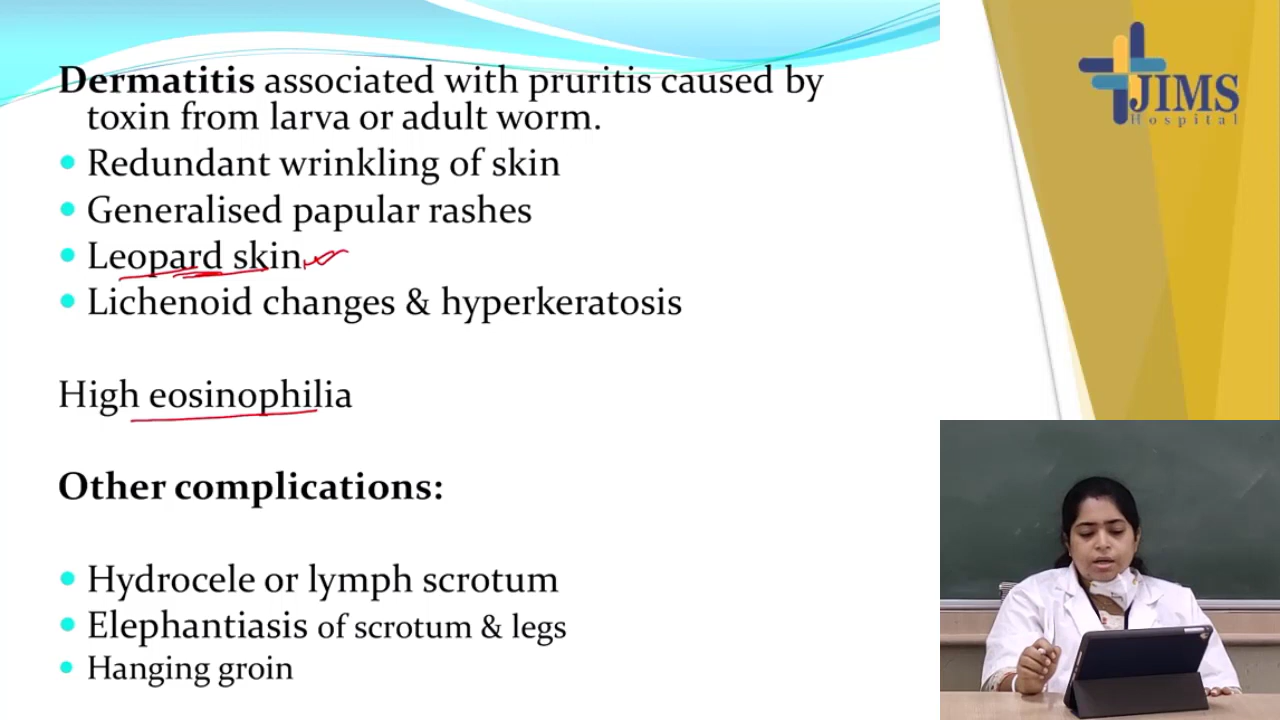 Dermatitis associated with pruritis caused by
toxin from larva or adult worm.
Redundant wrinkling of skin
Generalised papular rashes
Leopard skin
Lichenoid changes & hyperkeratosis
High eosinophilia
Other complications:
Hydrocele or lymph scrotum
Elephantiasis of scrotum & legs
Hanging groin
JIMS
Hospital